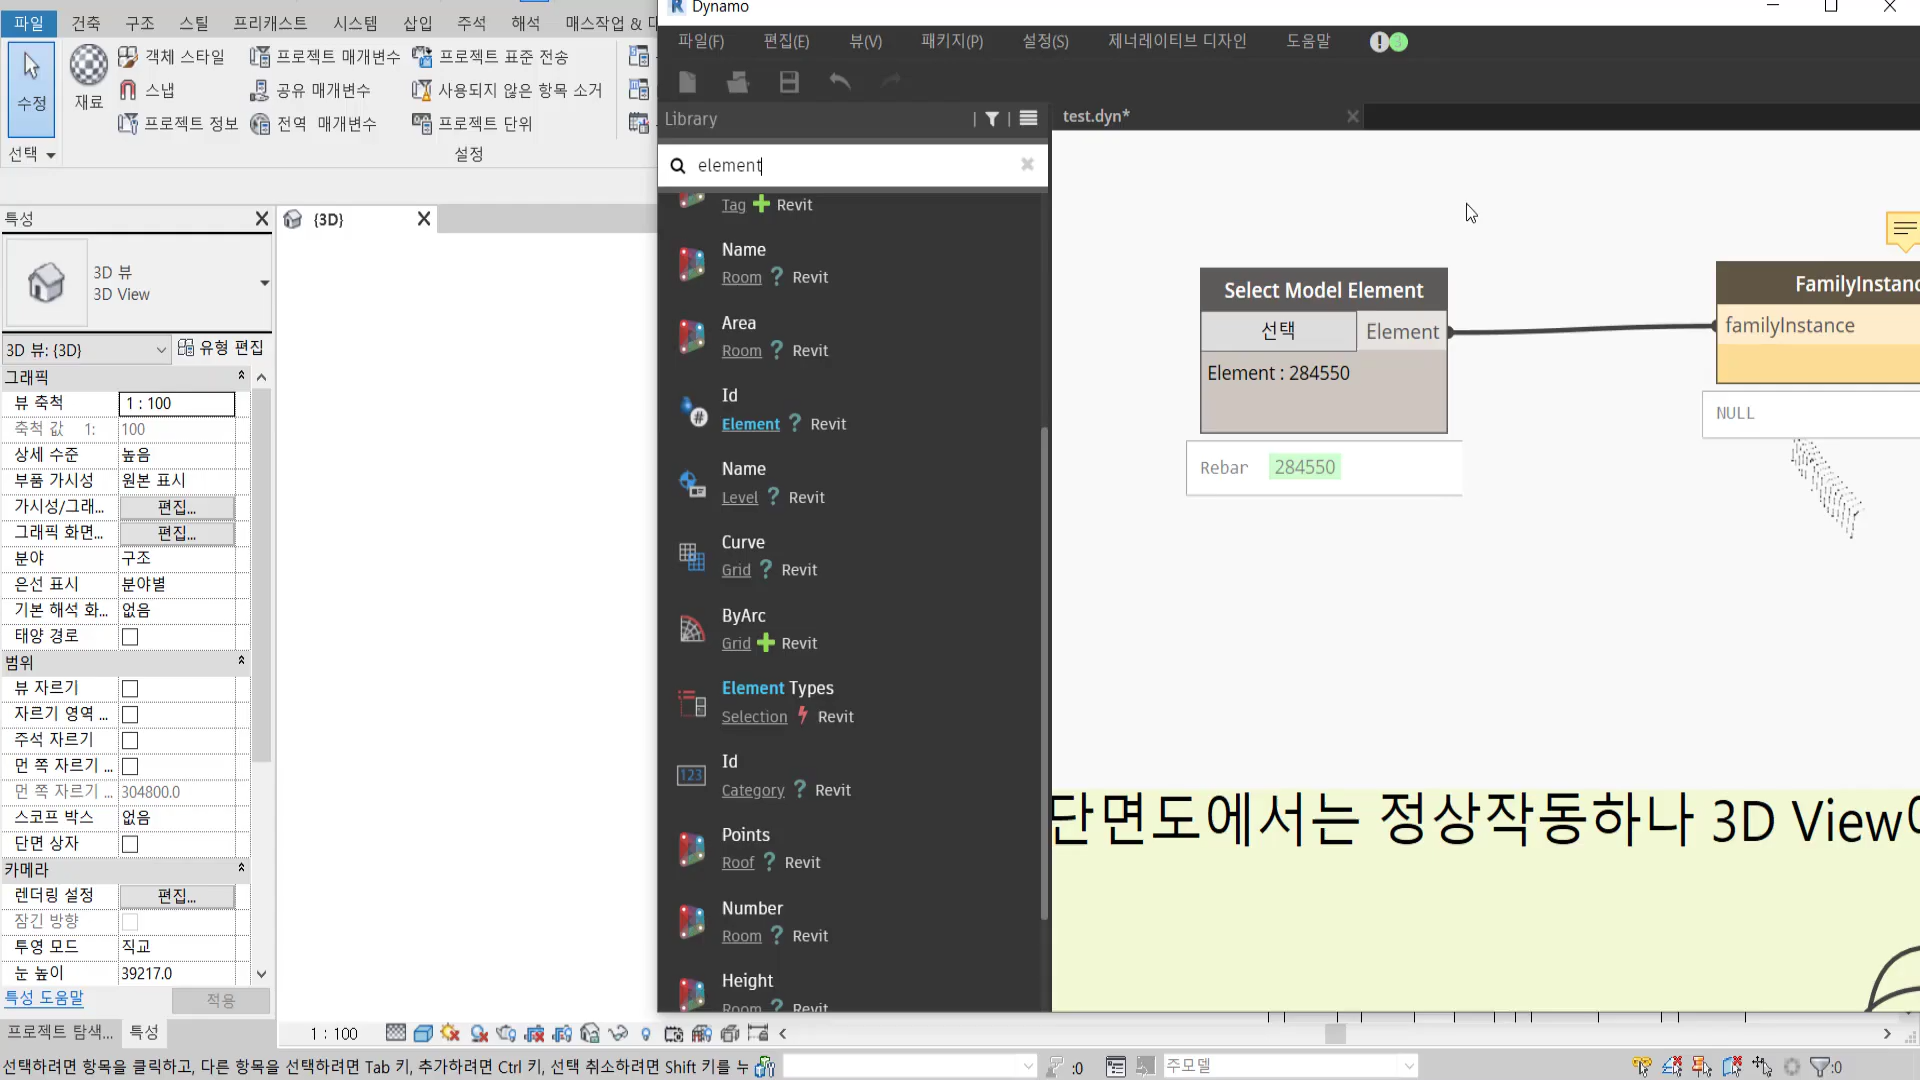 Dynamo
파일 건축 구조 스틸 프리캐스트 시스템 삽입 주석 해석 매스작업 &
파일(F) 편집(E) 뷰(V) 패키지(P) 설정(S) 제너레이티브 디자인 도움말
수정
재료
객체 스타일
스냅
프로젝트 정보
프로젝트 매개변수
공유 매개변수
전역 매개변수
프로젝트 표준 전송
사용되지 않은 항목 소거
프로젝트 단위
선택
설정
Library
test.dyn*
element
특성
{3D}
3D 뷰
3D View
3D 뷰: {3D}
유형 편집
그래픽
뷰 축척 1 : 100
축척 값 1: 100
상세 수준 높음
부품 가시성 원본 표시
가시성/그래... 편집...
그래픽 화면... 편집...
분야 구조
은선 표시 분야별
기본 해석 화... 없음
태양 경로
범위
뷰 자르기
자르기 영역 ...
주석 자르기
먼 쪽 자르기 ...
먼 쪽 자르기 ... 304800.0
스코프 박스 없음
단면 상자
카메라
렌더링 설정 편집...
잠긴 방향
투영 모드 직교
눈 높이 39217.0
특성 도움말
적용
프로젝트 탐색...
특성
Tag Revit
Name
Room ? Revit
Area
Room ? Revit
Id
Element ? Revit
Name
Level ? Revit
Curve
Grid ? Revit
ByArc
Grid Revit
Element Types
Selection Revit
Id
Category ? Revit
Points
Roof ? Revit
Number
Room ? Revit
Height
Room ? Revit
Select Model Element
선택
Element
Element : 284550
Rebar 284550
FamilyInstanc
familyInstance
NULL
단면도에서는 정상작동하나 3D View
1 : 100
선택하려면 항목을 클릭하고, 다른 항목을 선택하려면 Tab 키, 추가하려면 Ctrl 키, 선택 취소하려면 Shift 키를 누
:0
주모델
:0